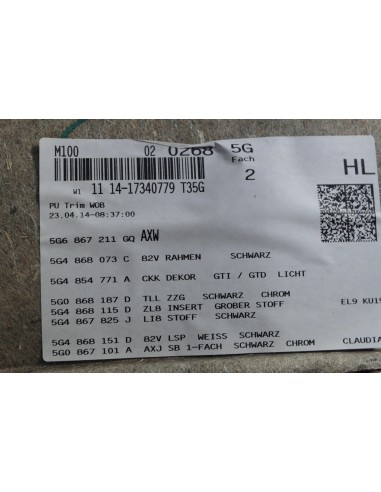 M100 02 0268 5G
Fach
2
HL
W1 11 14-17340779 T35G
PU Trim WOB
23.04.14-08:37:00
5G6 867 211 GQ AXW
5G4 868 073 C 82V RAHMEN SCHWARZ
5G4 854 771 A CKK DEKOR GTI / GTD LICHT
5G0 868 187 D TLL ZZG SCHWARZ CHROM
5G4 868 115 D ZLB INSERT GROBER STOFF EL9 KU19
5G4 867 825 J LI8 STOFF SCHWARZ
5G4 868 151 D 82V LSP WEISS SCHWARZ
5G0 867 101 A AXJ SB 1-FACH SCHWARZ CHROM CLAUDIA